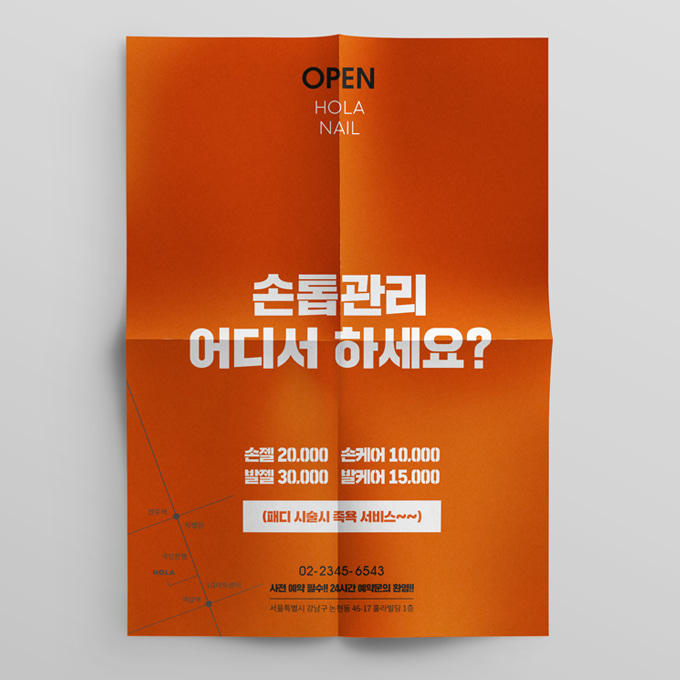 OPEN
HOLA
NAIL
손톱관리
어디서 하세요?
손젤 20.000 손케어 10.000
발젤 30.000 발케어 15.000
(패디 시술시 족욕 서비스~~)
HOLA
02-2345-6543
사전 예약 필수!! 24시간 예약문의 환영!!
서울특별시 강남구 논현동 46-17 홀라빌딩 1층